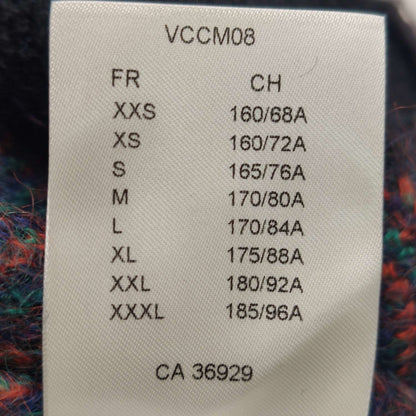 VCCM08
FR CH
XXS 160/68A
XS 160/72A
S 165/76A
M 170/80A
L 170/84A
XL 175/88A
XXL 180/92A
XXXL 185/96A
CA 36929